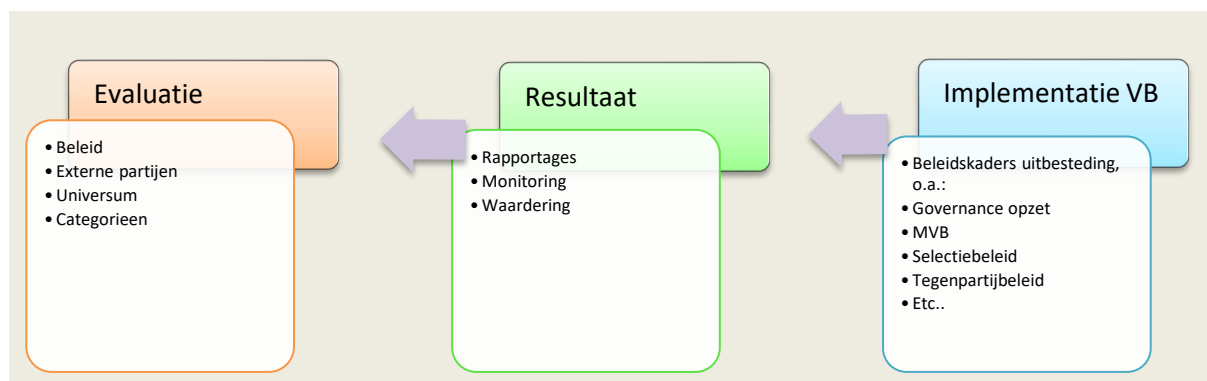 Evaluatie
• Beleid
• Externe partijen
• Universum
• Categorieen
Resultaat
• Rapportages
• Monitoring
• Waardering
Implementatie VB
• Beleidskaders uitbesteding,
o.a.:
• Governance opzet
• MVB
• Selectiebeleid
• Tegenpartijbeleid
• Etc..